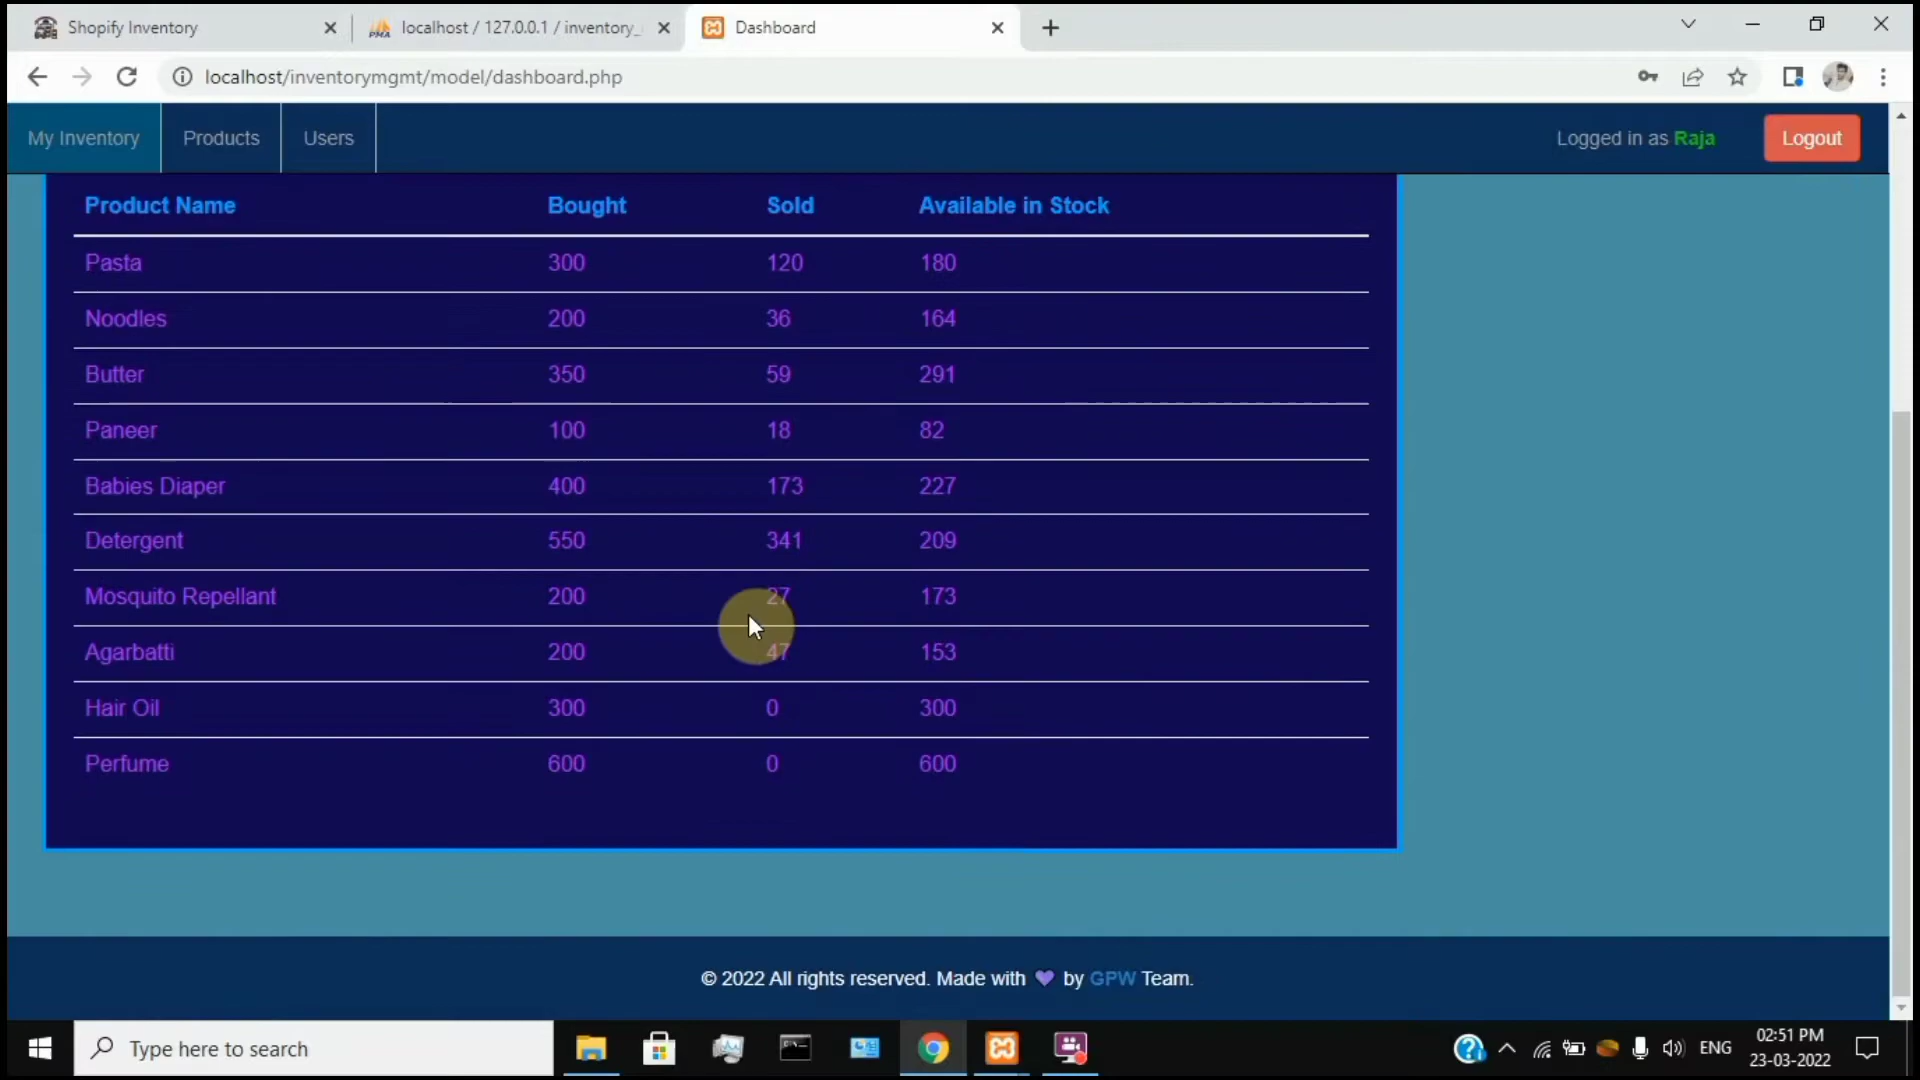 Shopify Inventory
localhost / 127.0.0.1 / inventory_
Dashboard
localhost/inventorymgmt/model/dashboard.php
My Inventory Products Users Logged in as Raja Logout
Product Name Bought Sold Available in Stock
Pasta 300 120 180
Noodles 200 36 164
Butter 350 59 291
Paneer 100 18 82
Babies Diaper 400 173 227
Detergent 550 341 209
Mosquito Repellant 200 27 173
Agarbatti 200 47 153
Hair Oil 300 0 300
Perfume 600 0 600
© 2022 All rights reserved. Made with 💜 by GPW Team.
Type here to search
ENG
02:51 PM
23-03-2022